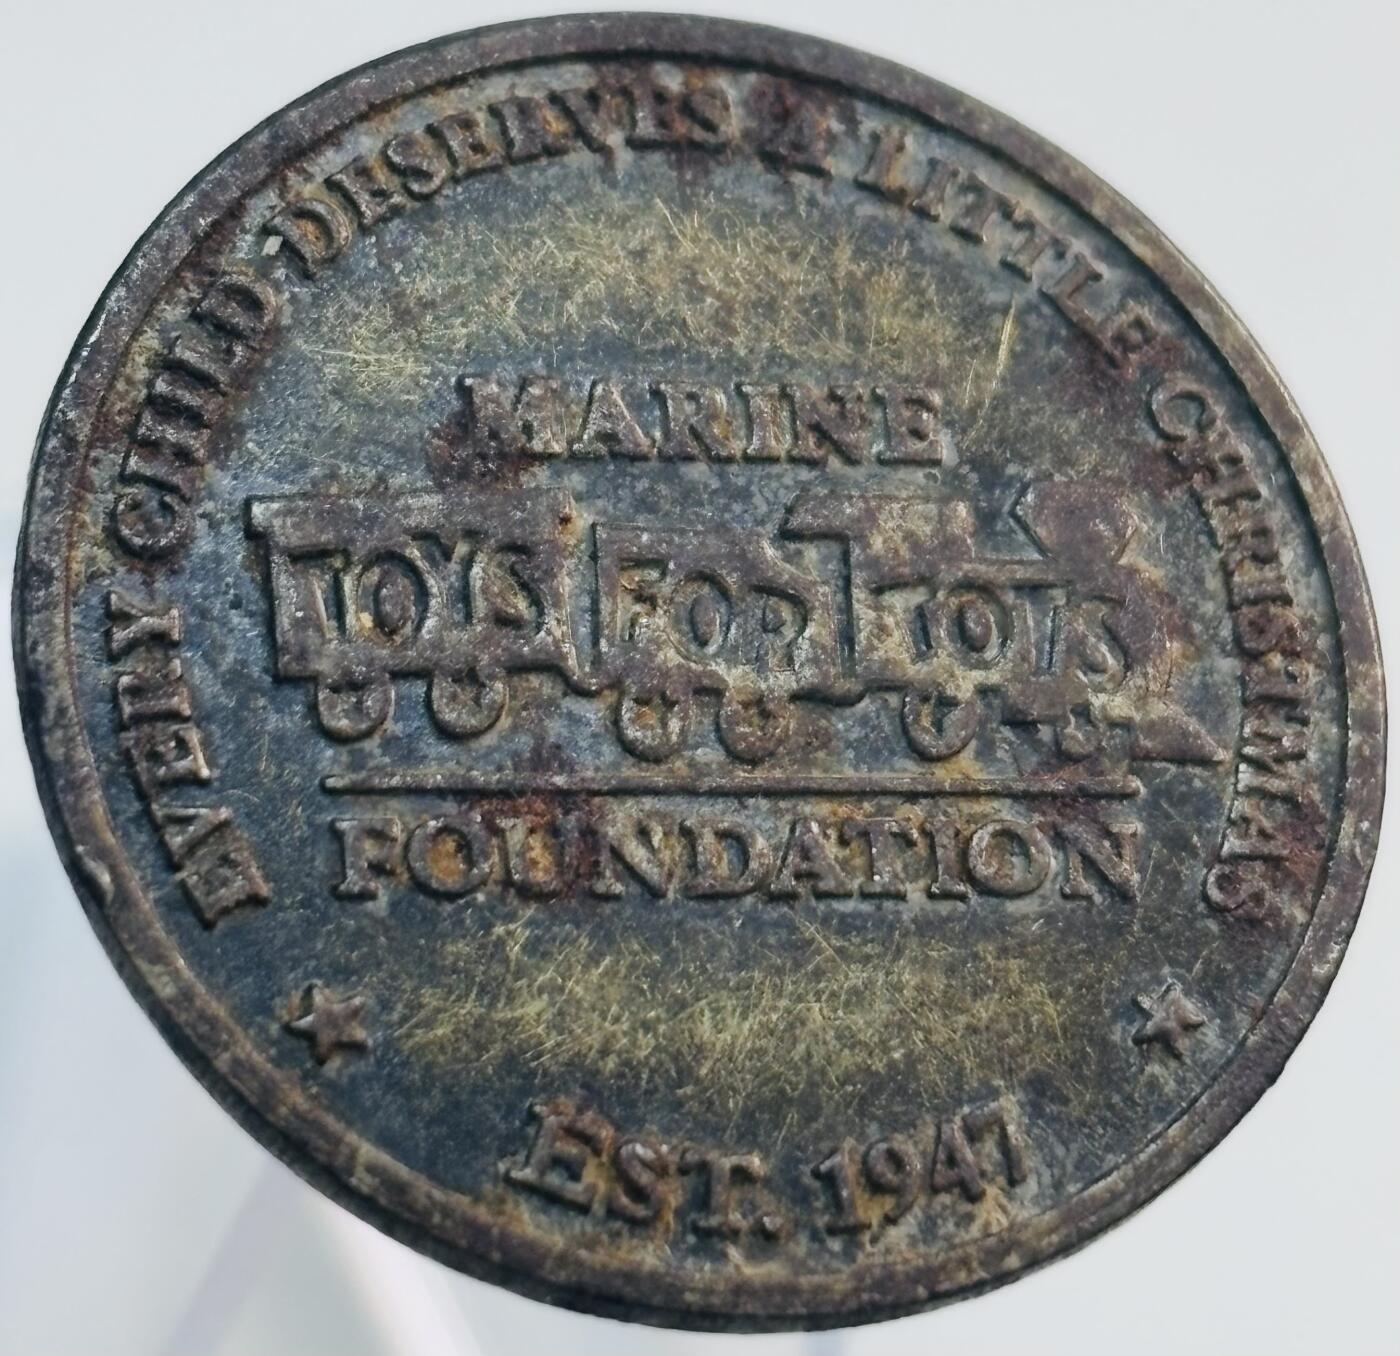 EVERY CHILD DESERVES A LITTLE CHRISTMAS
MARINE
TOYS FOR TOTS
FOUNDATION
EST. 1947